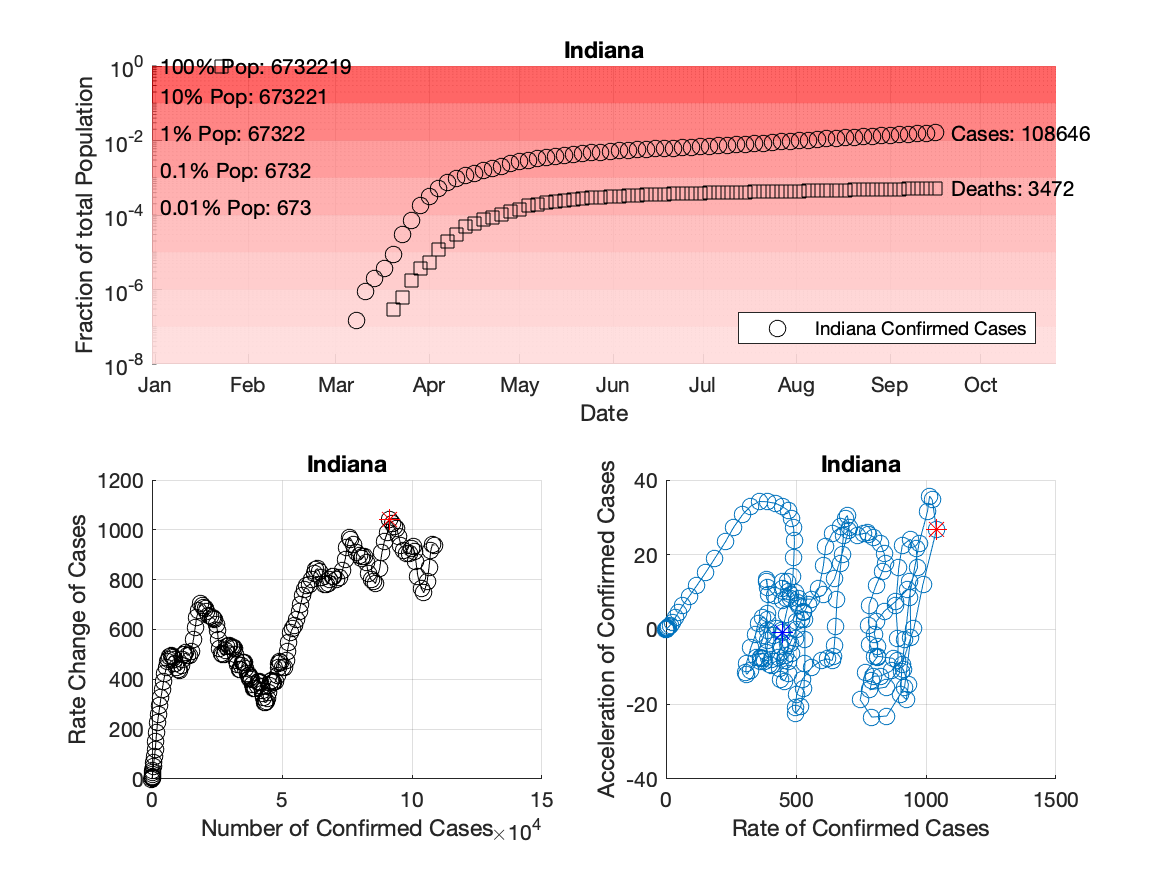 Indiana
10^0
10^-2
10^-4
10^-6
10^-8
Fraction of total Population
100% Pop: 6732219
10% Pop: 673221
1% Pop: 67322
0.1% Pop: 6732
0.01% Pop: 673
Cases: 108646
Deaths: 3472
Indiana Confirmed Cases
Jan Feb Mar Apr May Jun Jul Aug Sep Oct
Date
Indiana
1200
1000
800
600
400
200
0
Rate Change of Cases
0 5 10 15
Number of Confirmed Cases ×10^4
Indiana
40
20
0
-20
-40
Acceleration of Confirmed Cases
0 500 1000 1500
Rate of Confirmed Cases